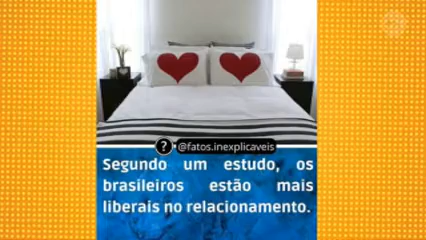 ? @fatos.inexplicaveis
Segundo um estudo, os
brasileiros estão mais
liberais no relacionamento.